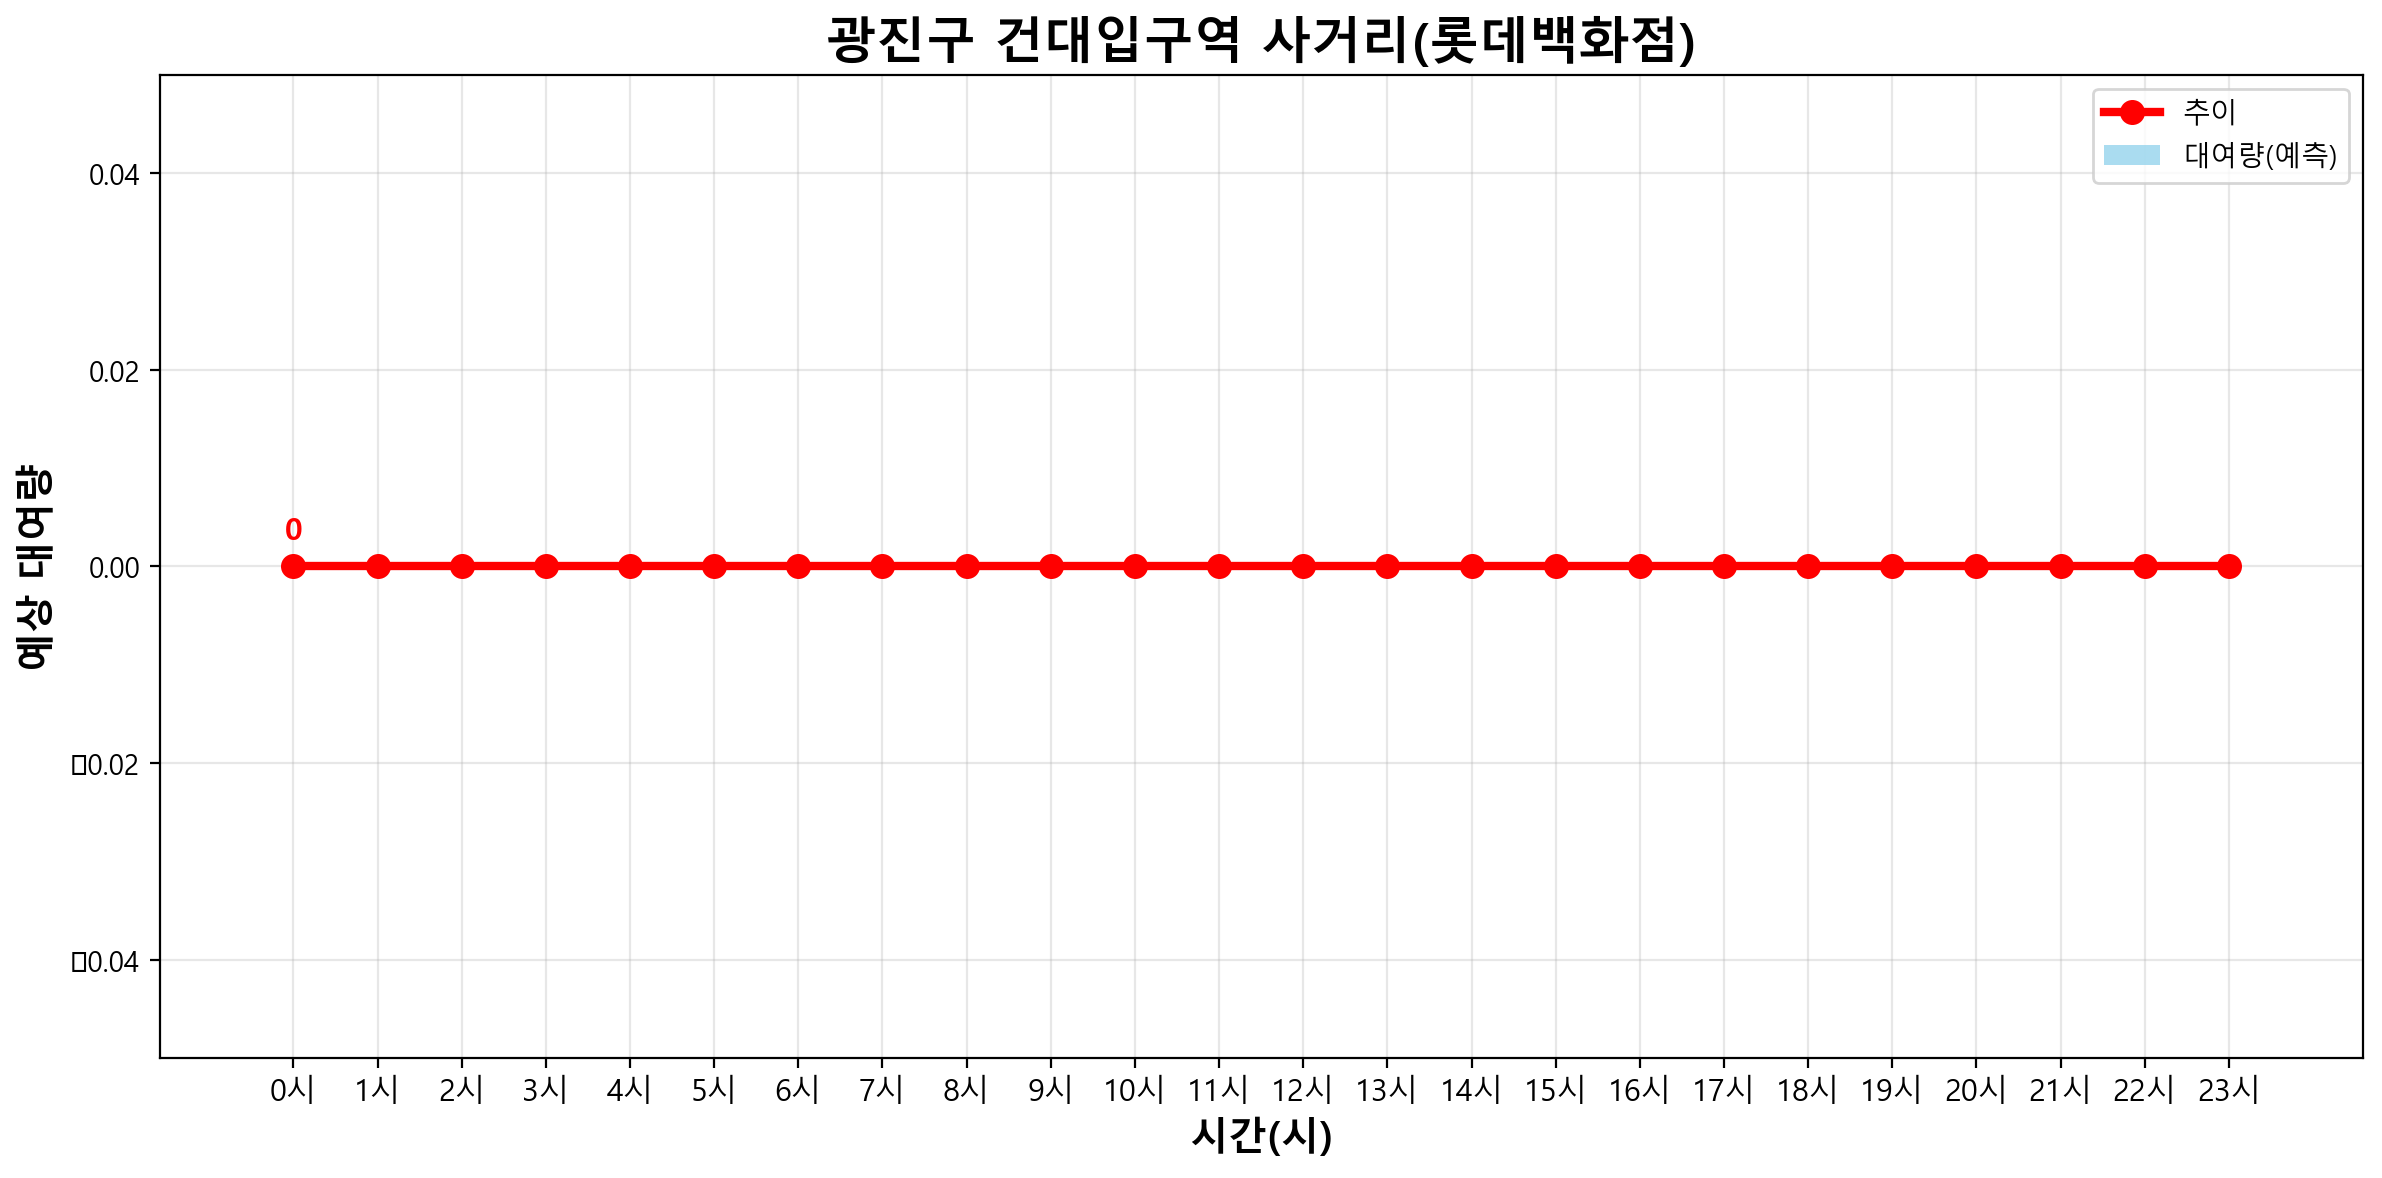 광진구 건대입구역 사거리(롯데백화점)
추이
대여량(예측)
0.04
0.02
0.00
□0.02
□0.04
예상 대여량
0
0시 1시 2시 3시 4시 5시 6시 7시 8시 9시 10시 11시 12시 13시 14시 15시 16시 17시 18시 19시 20시 21시 22시 23시
시간(시)